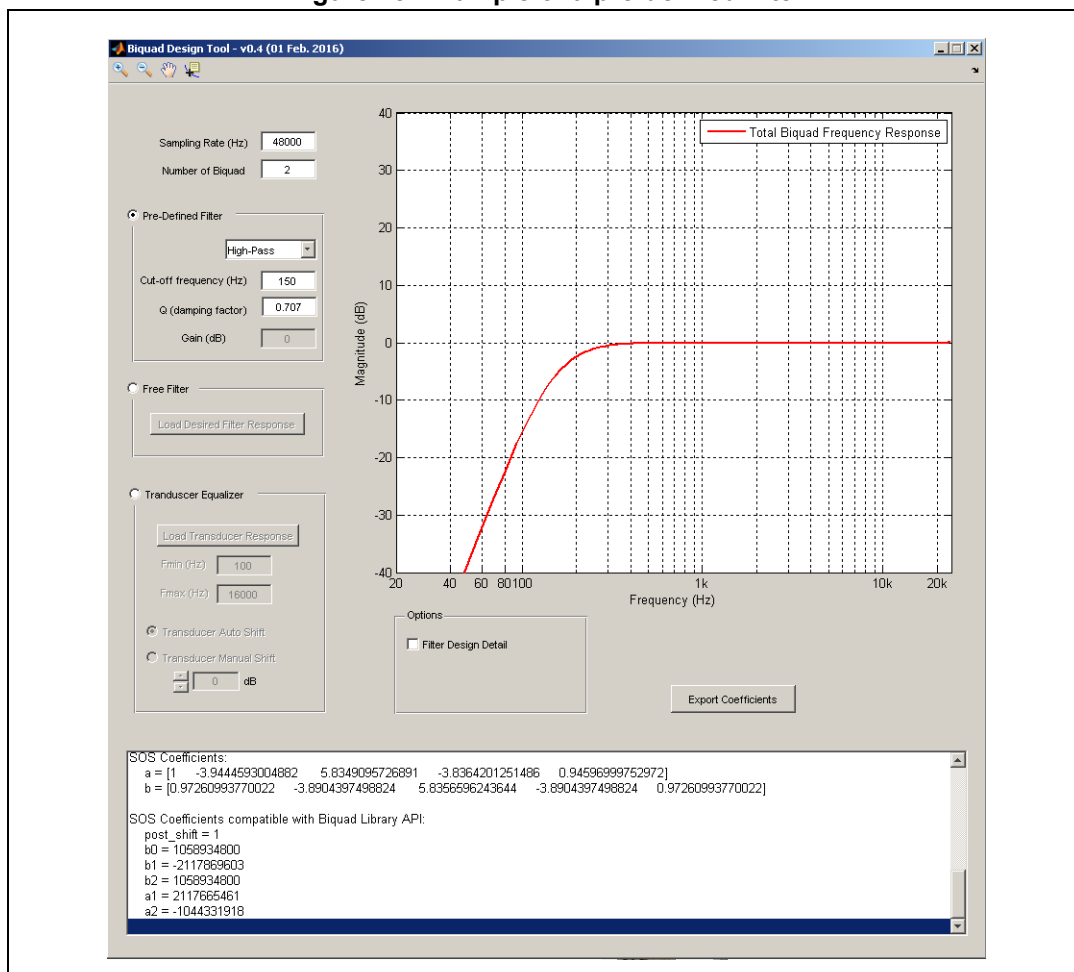 Biquad Design Tool - v0.4 (01 Feb. 2016)
Sampling Rate (Hz) 48000
Number of Biquad 2
Pre-Defined Filter
High-Pass
Cut-off frequency (Hz) 150
Q (damping factor) 0.707
Gain (dB) 0
Free Filter
Load Desired Filter Response
Tranduscer Equalizer
Load Transducer Response
Fmin (Hz) 100
Fmax (Hz) 16000
Transducer Auto Shift
Transducer Manual Shift
0 dB
Total Biquad Frequency Response
40
30
20
10
0
-10
-20
-30
-40
Magnitude (dB)
20 40 60 80 100 1k 10k 20k
Frequency (Hz)
Options
Filter Design Detail
Export Coefficients
SOS Coefficients:
a = [1 -3.9444593004882 5.8349095726891 -3.8364201251486 0.94596999752972]
b = [0.97260993770022 -3.8904397498824 5.8356596243644 -3.8904397498824 0.97260993770022]
SOS Coefficients compatible with Biquad Library API:
post_shift = 1
b0 = 1058934800
b1 = -2117869603
b2 = 1058934800
a1 = 2117665461
a2 = -1044331918